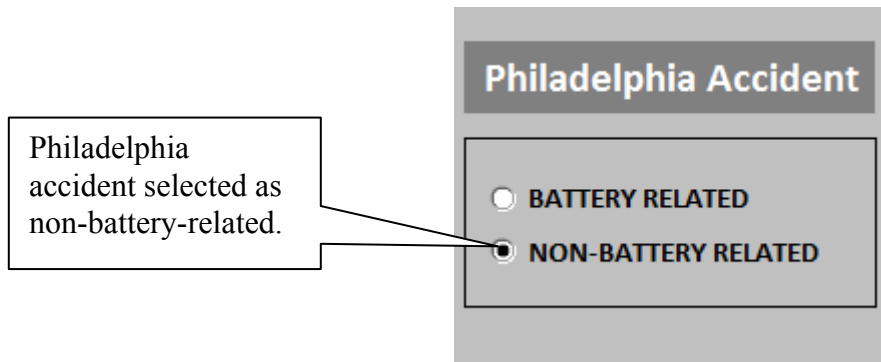 Philadelphia Accident
Philadelphia
accident selected as
non-battery-related.
BATTERY RELATED
NON-BATTERY RELATED